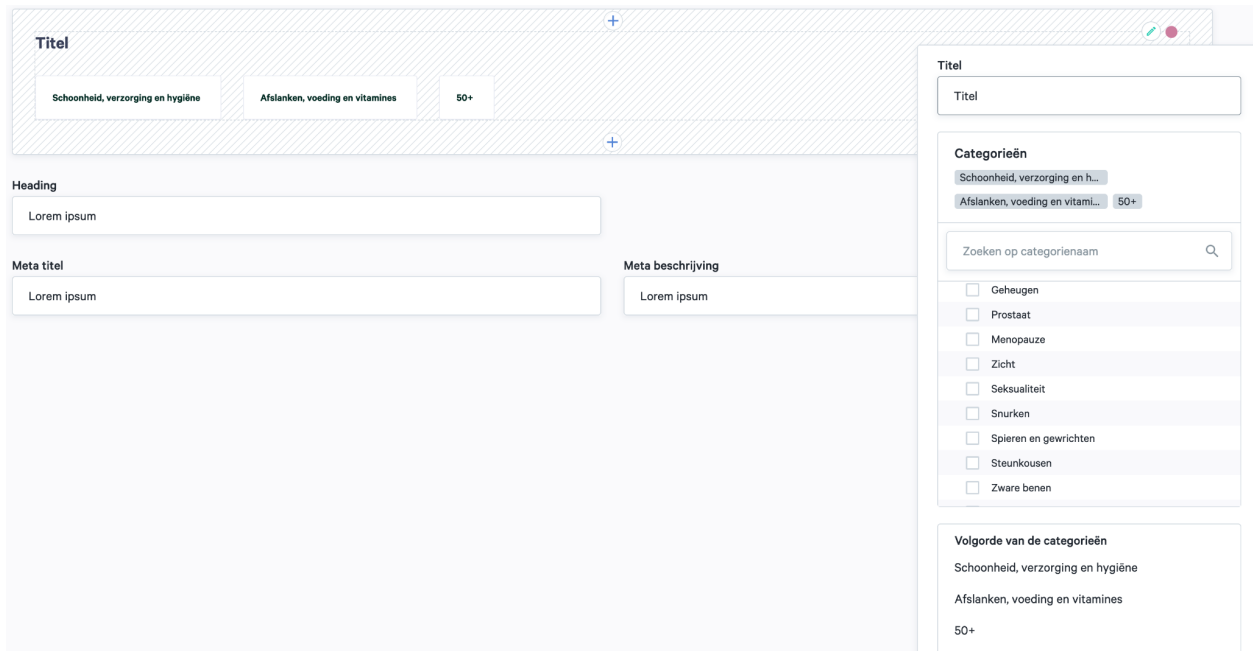 Titel
Schoonheid, verzorging en hygiëne
Afslanken, voeding en vitamines
50+
Heading
Lorem ipsum
Meta titel
Lorem ipsum
Meta beschrijving
Lorem ipsum
Titel
Titel
Categorieën
Schoonheid, verzorging en h...
Afslanken, voeding en vitami... 50+
Zoeken op categorienaam
Geheugen
Prostaat
Menopauze
Zicht
Seksualiteit
Snurken
Spieren en gewrichten
Steunkousen
Zware benen
Volgorde van de categorieën
Schoonheid, verzorging en hygiëne
Afslanken, voeding en vitamines
50+